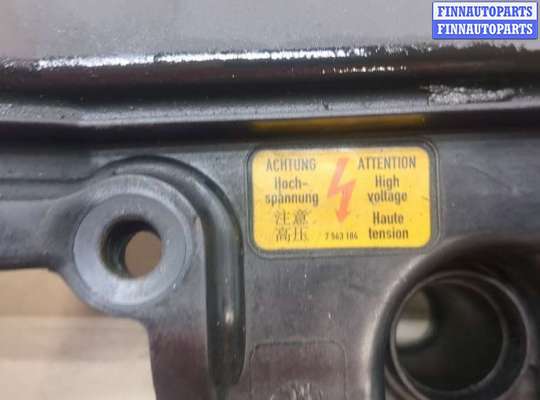 FINNAUTOPARTS
FINNAUTOPARTS
ACHTUNG
Hoch-
spannung
注意
高压
ATTENTION
High
voltage
Haute
tension
7 563 184